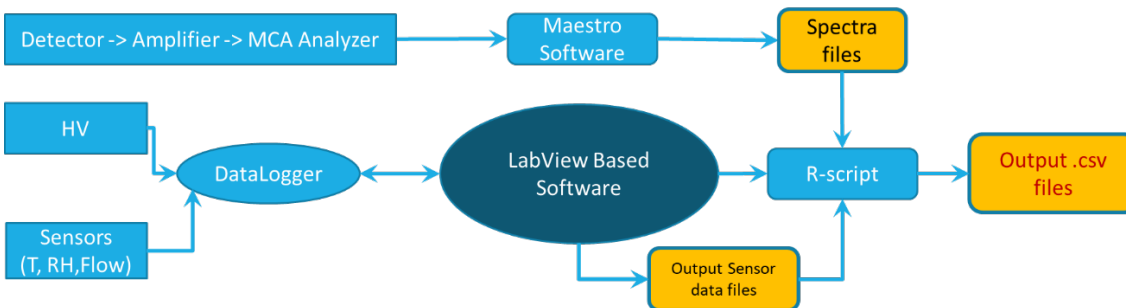 Detector -> Amplifier -> MCA Analyzer
Maestro
Software
Spectra
files
HV
DataLogger
LabView Based
Software
R-script
Output .csv
files
Sensors
(T, RH,Flow)
Output Sensor
data files